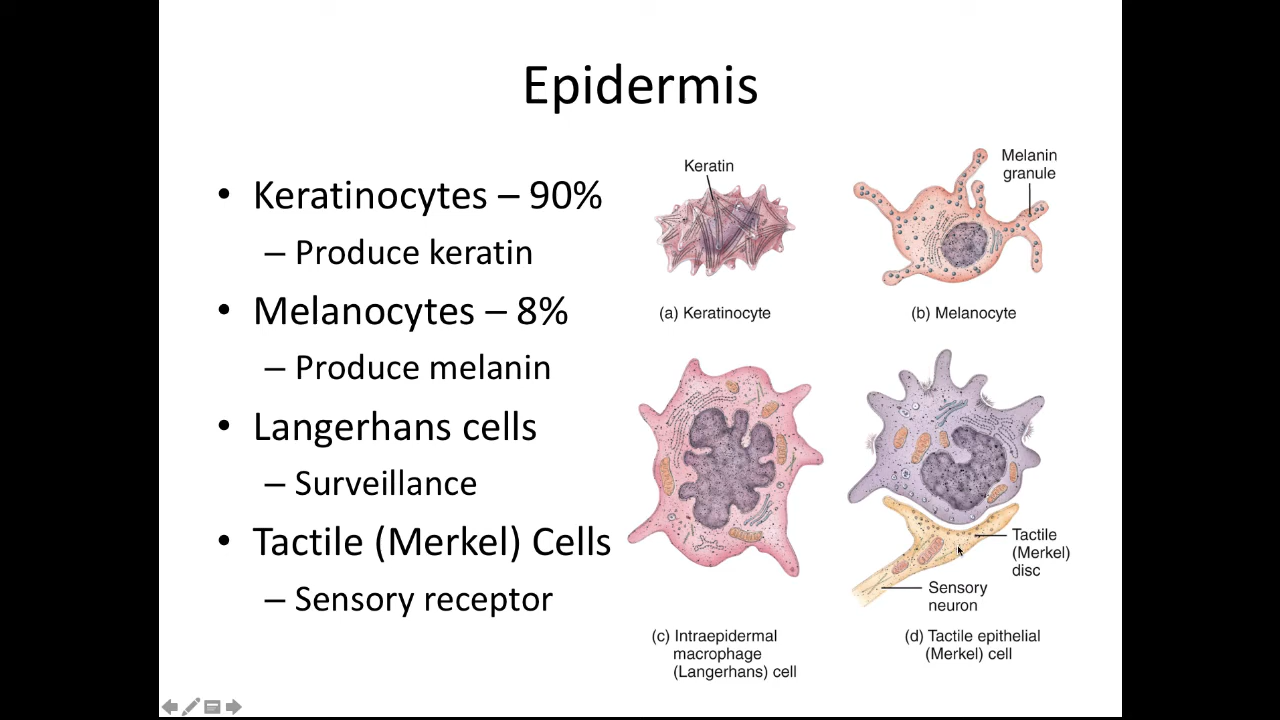 Epidermis
• Keratinocytes – 90%
– Produce keratin
• Melanocytes – 8%
– Produce melanin
• Langerhans cells
– Surveillance
• Tactile (Merkel) Cells
– Sensory receptor
Keratin
(a) Keratinocyte
Melanin
granule
(b) Melanocyte
(c) Intraepidermal
macrophage
(Langerhans) cell
Tactile
(Merkel)
disc
Sensory
neuron
(d) Tactile epithelial
(Merkel) cell